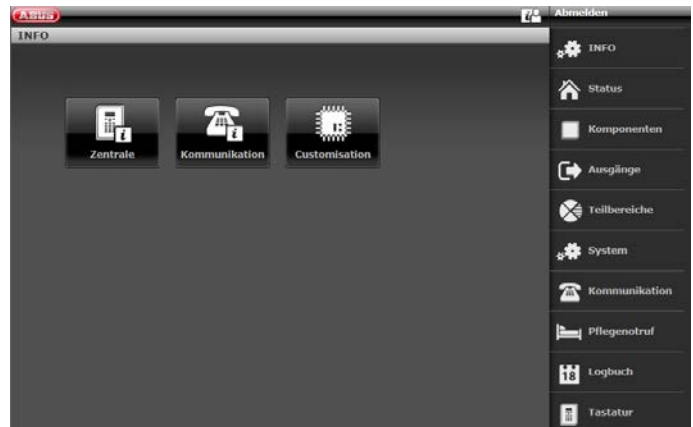 ABUS
Abmelden
INFO
Zentrale
Kommunikation
Customisation
INFO
Status
Komponenten
Ausgänge
Teilbereiche
System
Kommunikation
Pflegenotruf
18
Logbuch
Tastatur